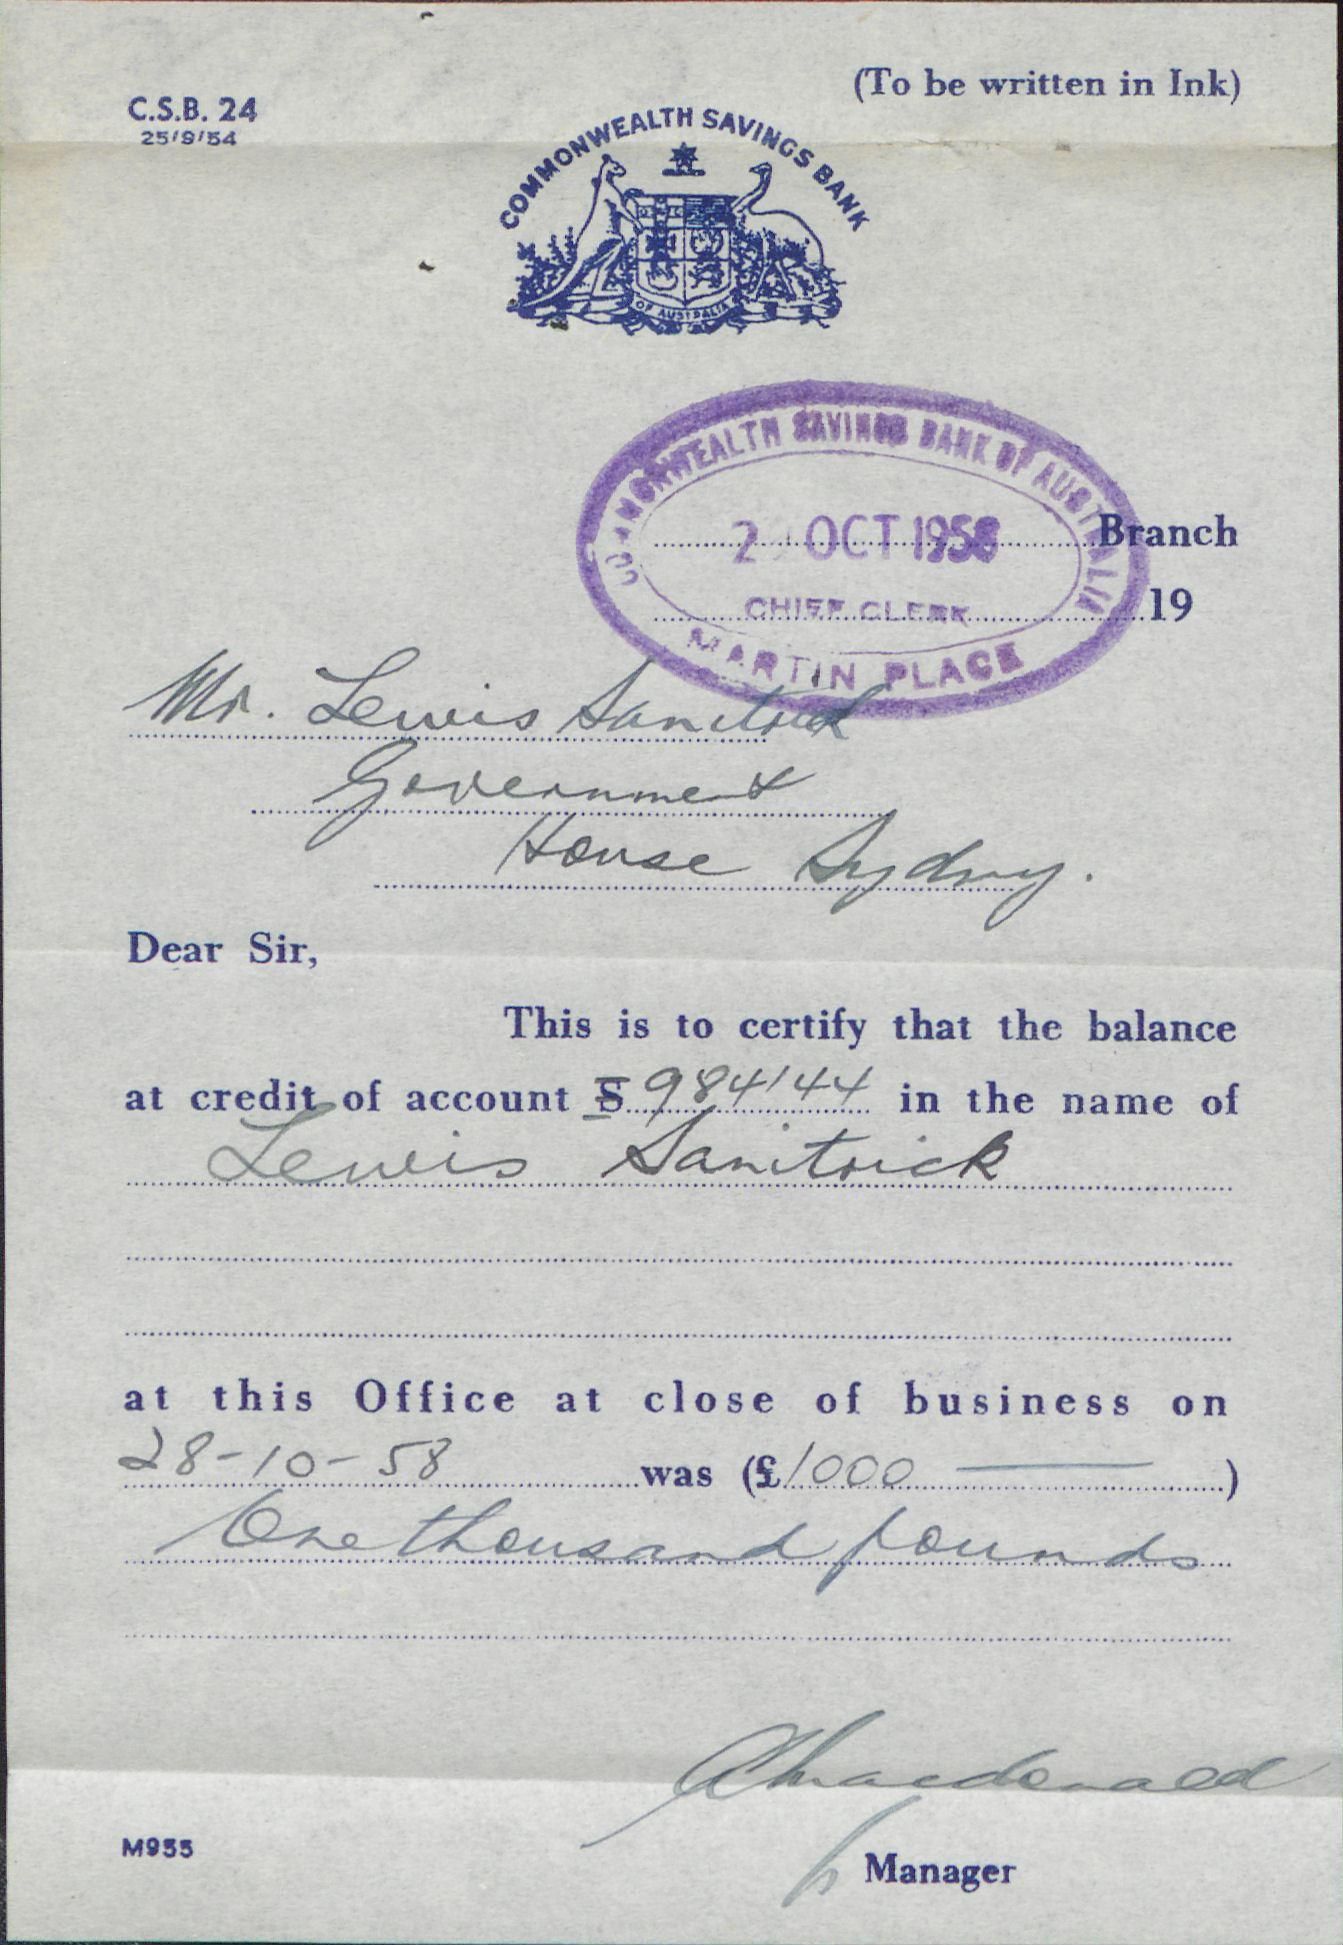 (To be written in Ink)
C.S.B. 24
25/9/54
COMMONWEALTH SAVINGS BANK
OF AUSTRALIA
COMMONWEALTH SAVINGS BANK OF AUSTRALIA
2 OCT 1958
Branch
CHIEF CLERK
19
MARTIN PLACE
Mr. Lewis Sanitrick
Government
House Sydney.
Dear Sir,
This is to certify that the balance
at credit of account S 984144 in the name of
Lewis Sanitrick
at this Office at close of business on
28-10-58 was (£1000 —)
One thousand pounds
Macdonald
M955
Manager